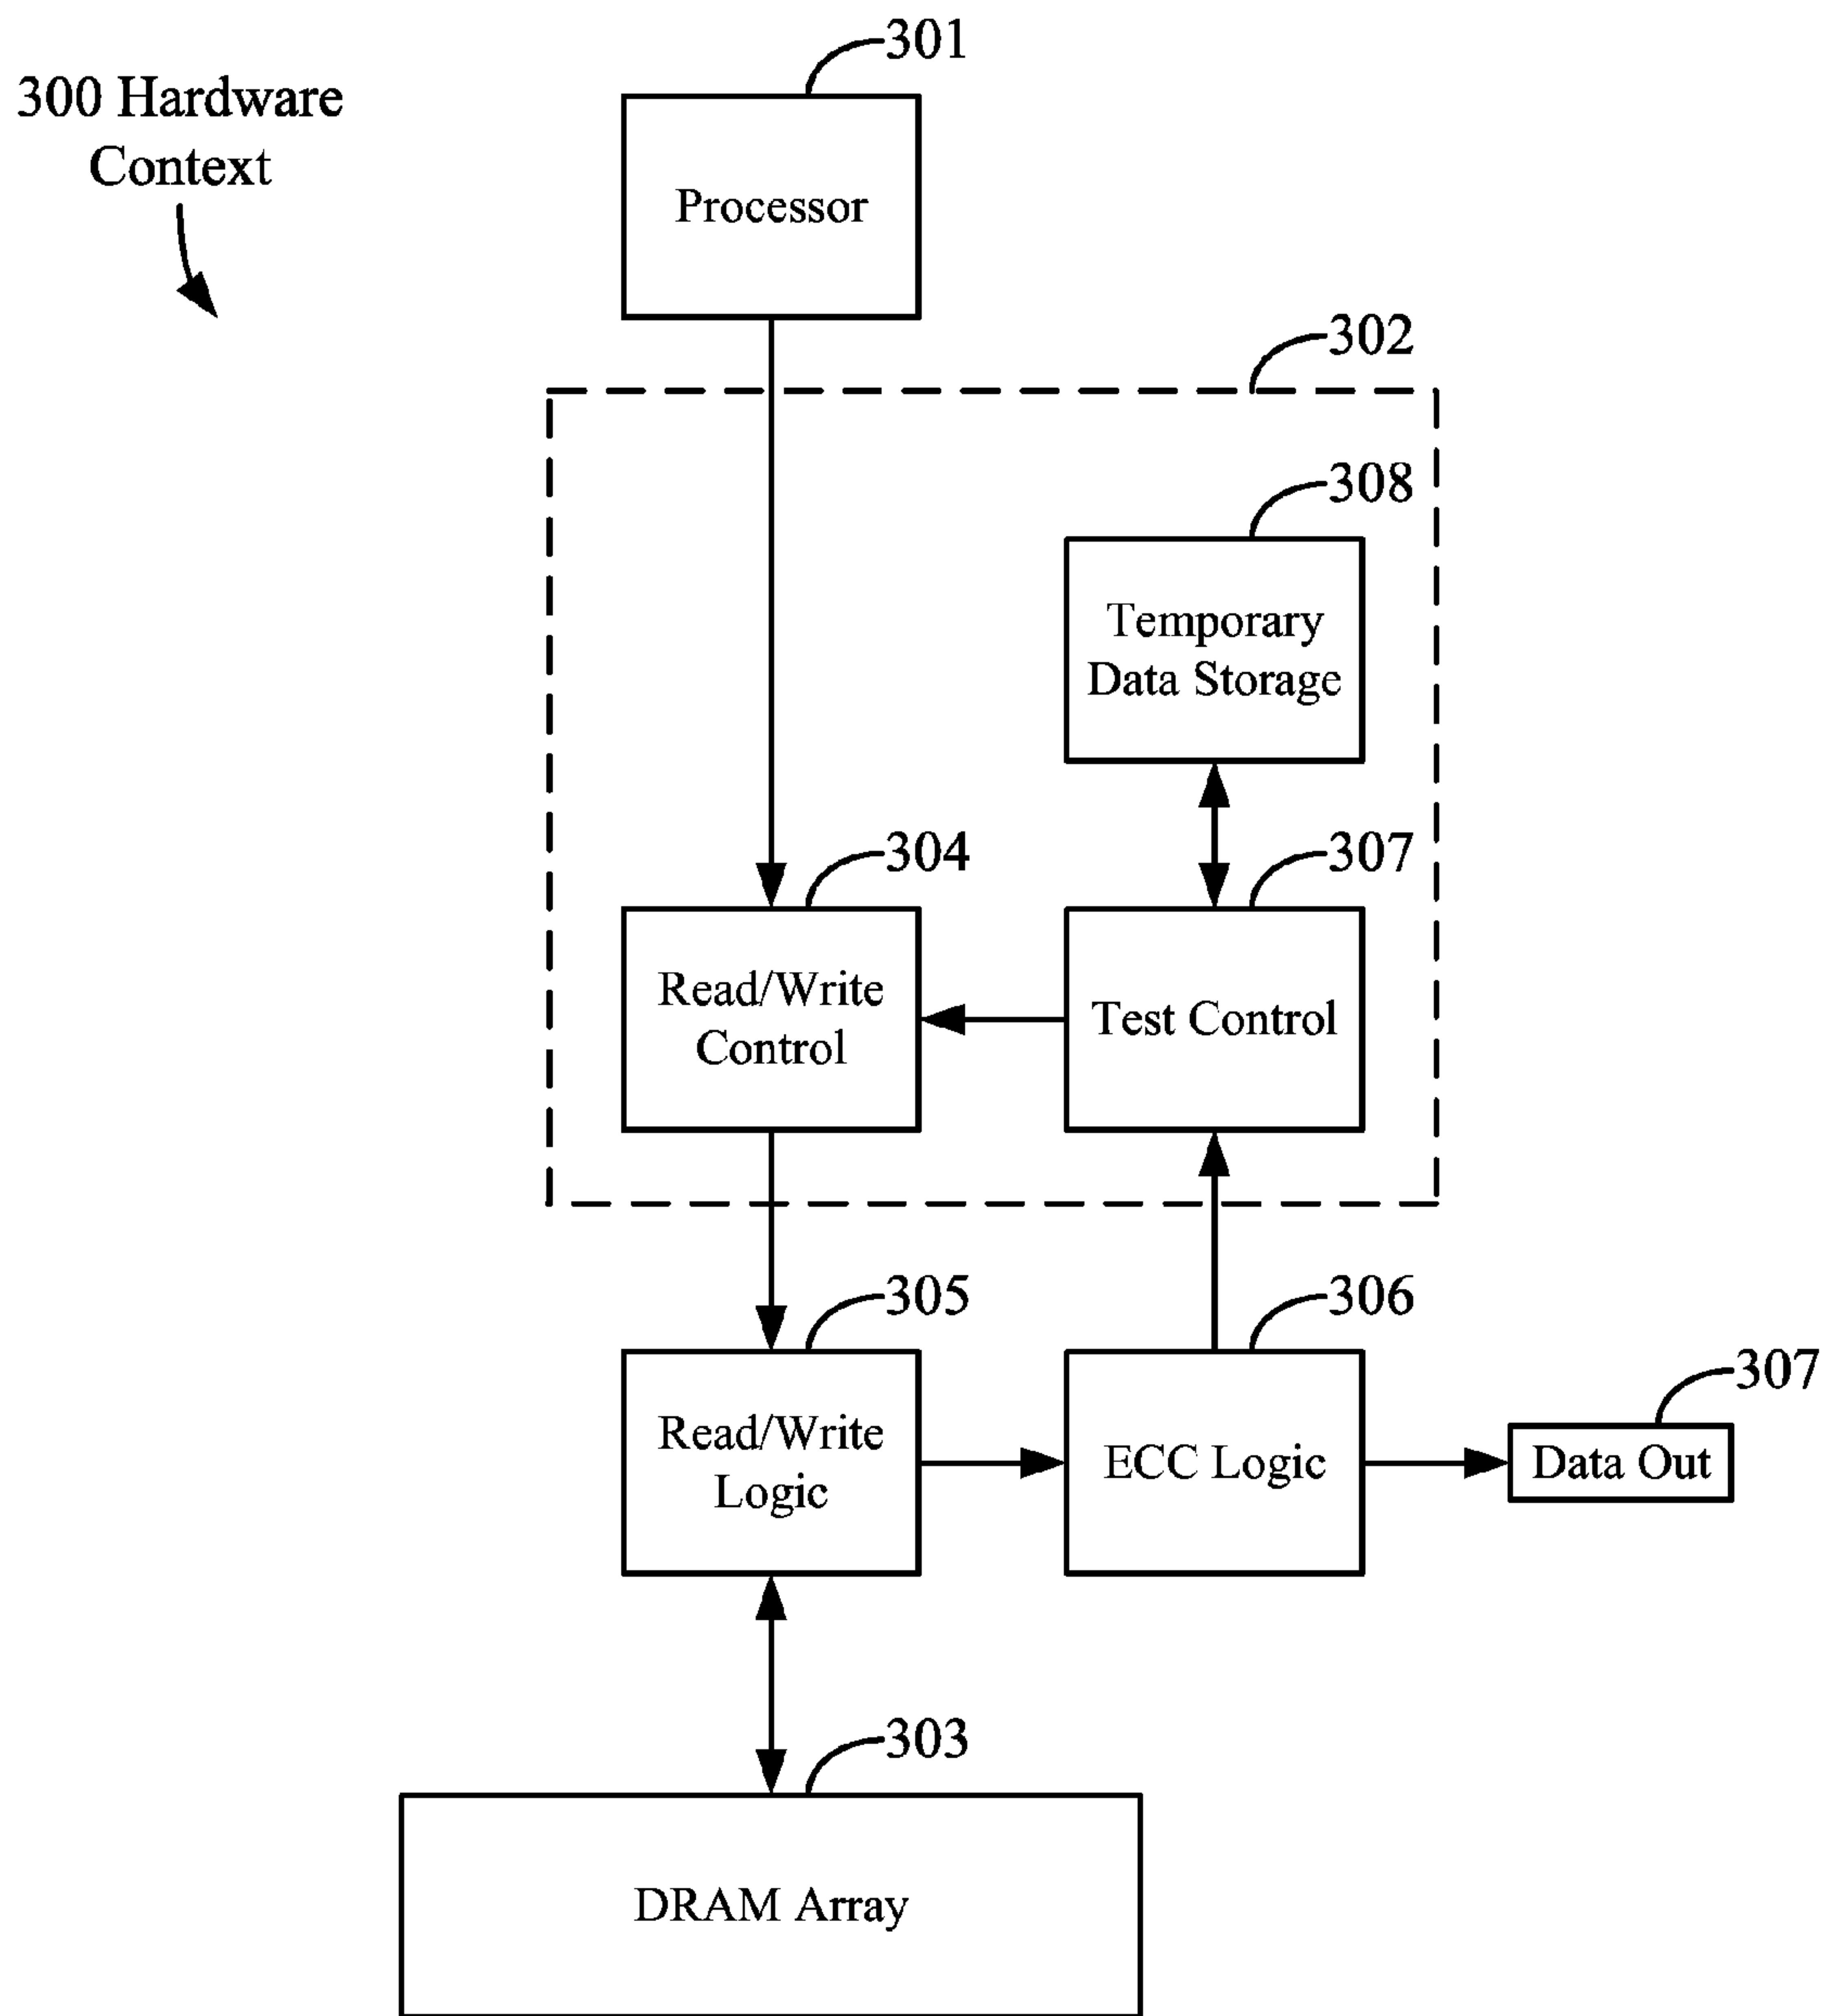 301
300 Hardware
Context
Processor
302
308
Temporary
Data Storage
304
307
Read/Write
Control
Test Control
305
306
307
Read/Write
Logic
ECC Logic
Data Out
303
DRAM Array